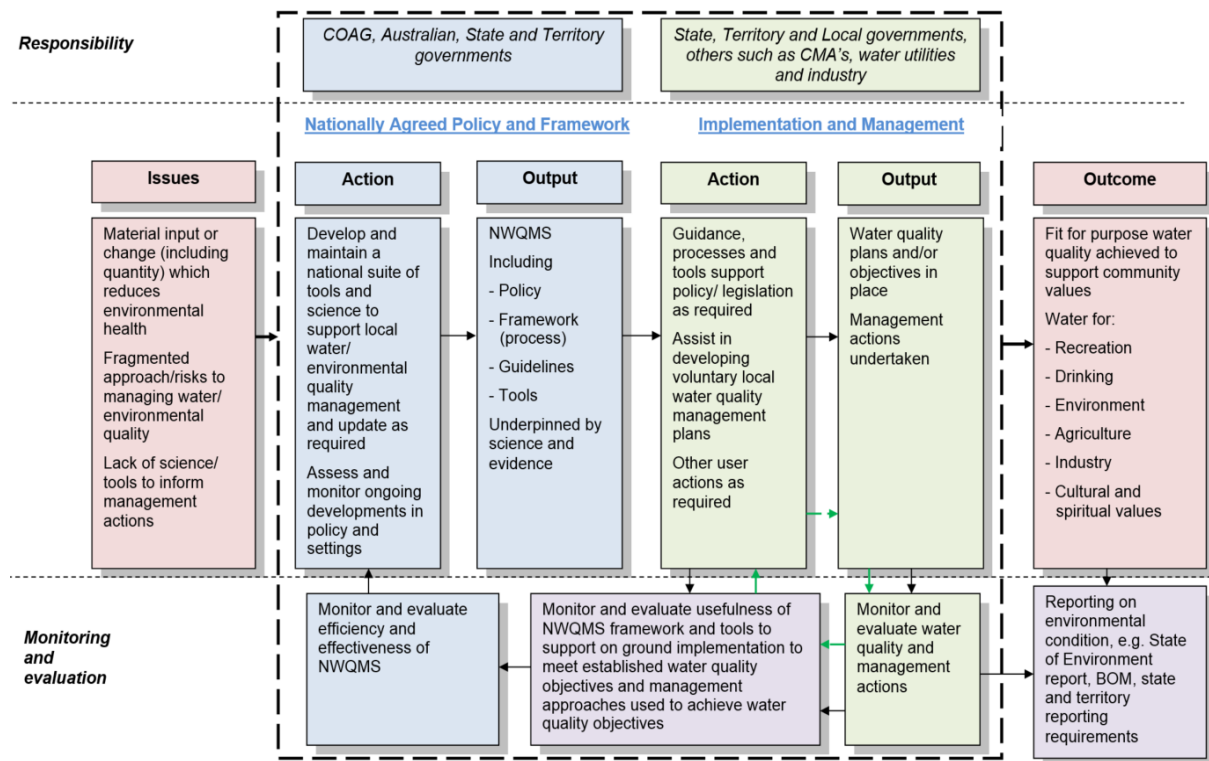 Responsibility
COAG, Australian, State and Territory
governments
State, Territory and Local governments,
others such as CMA's, water utilities
and industry
Nationally Agreed Policy and Framework
Implementation and Management
Issues
Material input or
change (including
quantity) which
reduces
environmental
health
Fragmented
approach/risks to
managing water/
environmental
quality
Lack of science/
tools to inform
management
actions
Action
Develop and
maintain a
national suite of
tools and
science to
support local
water/
environmental
quality
management
and update as
required
Assess and
monitor ongoing
developments in
policy and
settings
Output
NWQMS
Including
- Policy
- Framework
(process)
- Guidelines
- Tools
Underpinned by
science and
evidence
Action
Guidance,
processes and
tools support
policy/ legislation
as required
Assist in
developing
voluntary local
water quality
management
plans
Other user
actions as
required
Output
Water quality
plans and/or
objectives in
place
Management
actions
undertaken
Outcome
Fit for purpose water
quality achieved to
support community
values
Water for:
- Recreation
- Drinking
- Environment
- Agriculture
- Industry
- Cultural and
spiritual values
Monitoring
and
evaluation
Monitor and evaluate
efficiency and
effectiveness of
NWQMS
Monitor and evaluate usefulness of
NWQMS framework and tools to
support on ground implementation to
meet established water quality
objectives and management
approaches used to achieve water
quality objectives
Monitor and
evaluate water
quality and
management
actions
Reporting on
environmental
condition, e.g. State
of Environment
report, BOM, state
and territory
reporting
requirements